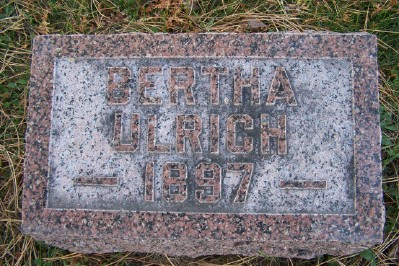 BERTHA
ULRICH
— 1897 —